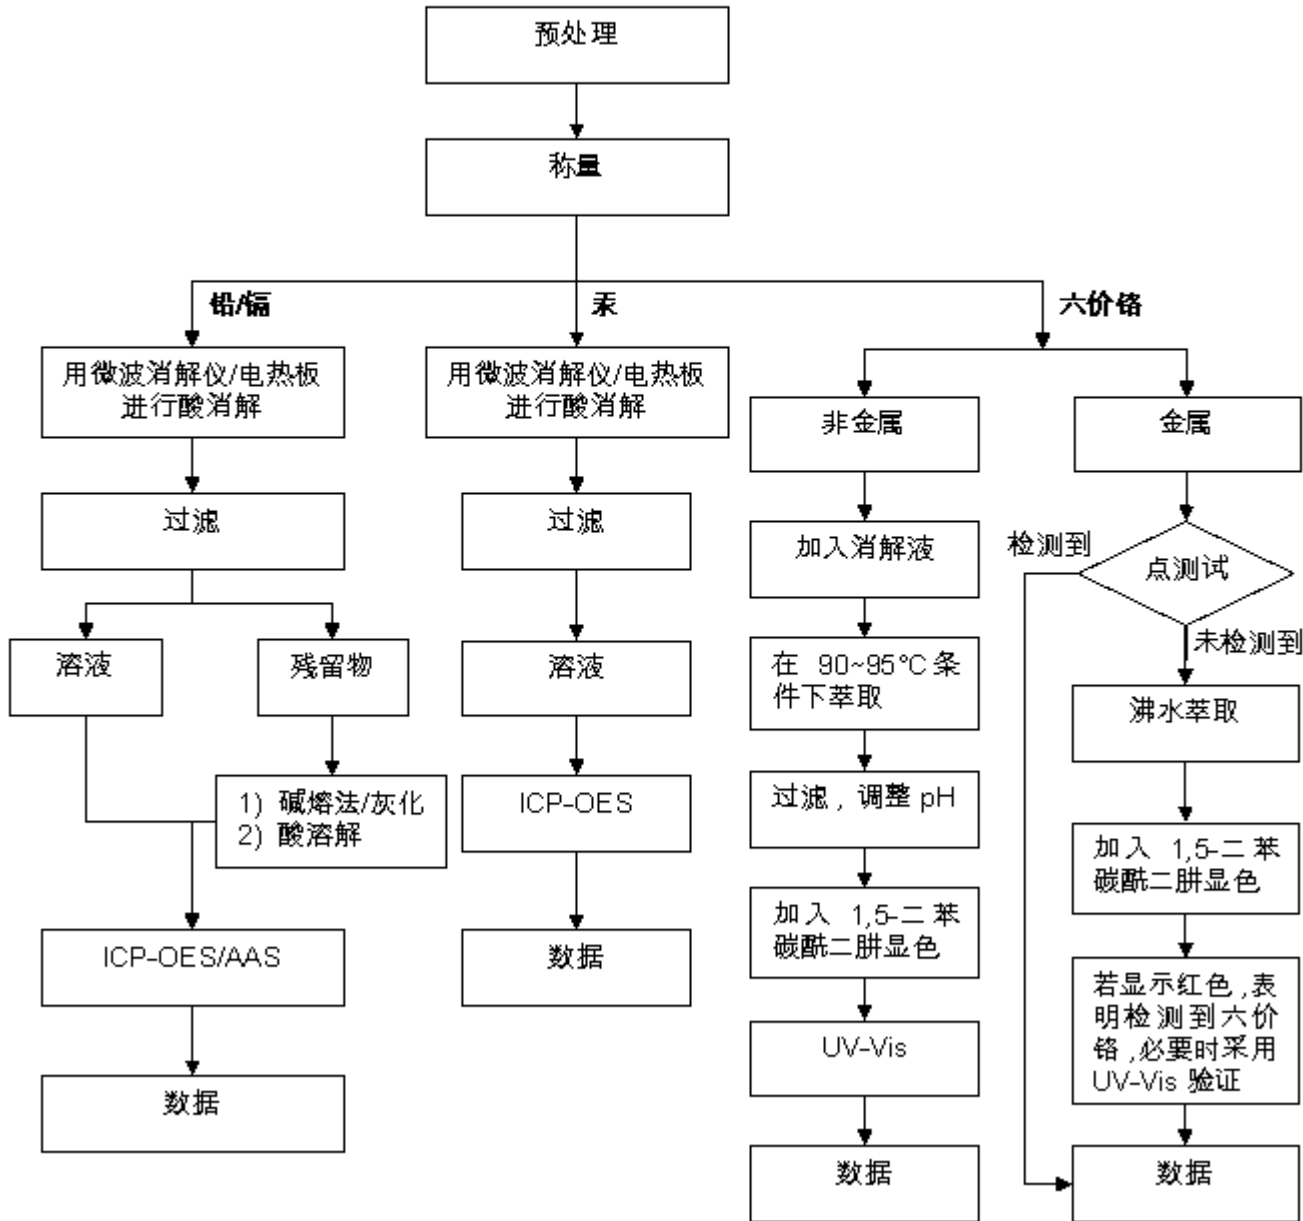 预处理
称量
铅/镉
汞
六价铬
用微波消解仪/电热板
进行酸消解
用微波消解仪/电热板
进行酸消解
非金属
金属
过滤
过滤
加入消解液
检测到
点测试
未检测到
溶液
残留物
溶液
在 90~95°C条
件下萃取
沸水萃取
1) 碱熔法/灰化
2) 酸溶解
ICP-OES
过滤，调整 pH
加入 1,5-二苯
碳酰二肼显色
加入 1,5-二苯
碳酰二肼显色
ICP-OES/AAS
数据
若显示红色,表
明检测到六价
铬,必要时采用
UV-Vis 验证
UV-Vis
数据
数据
数据